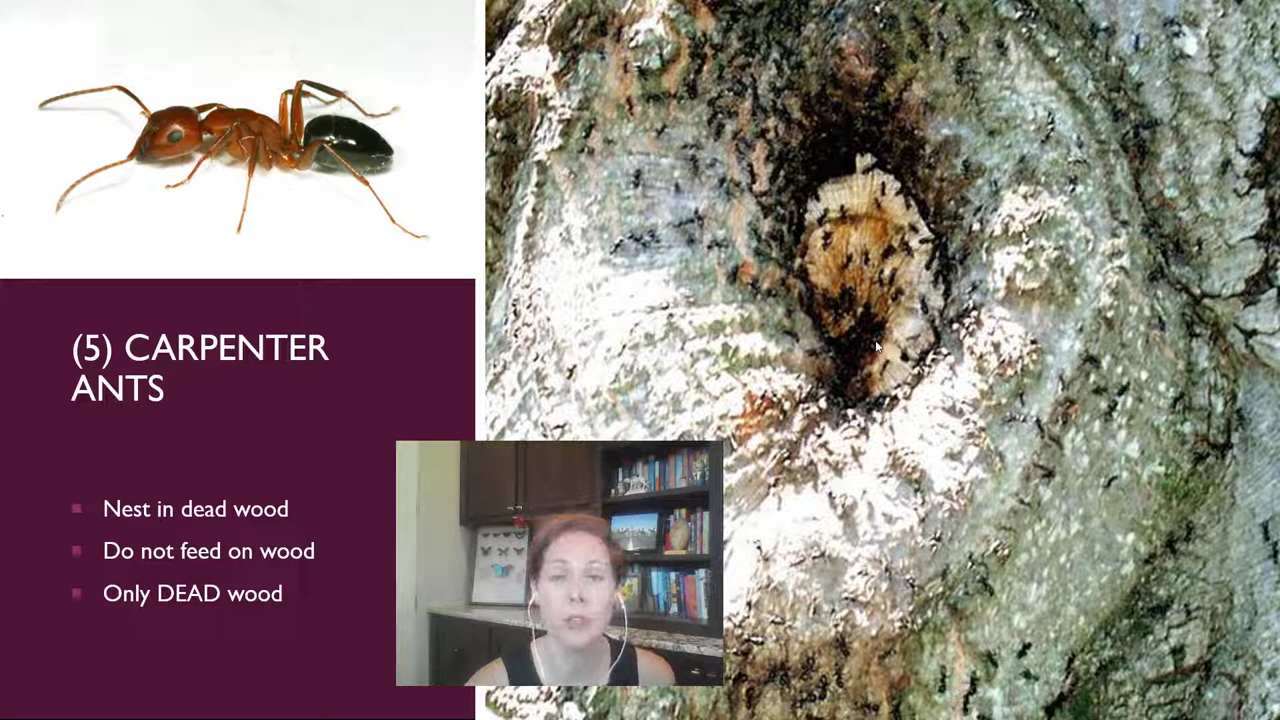 (5) CARPENTER
ANTS
Nest in dead wood
Do not feed on wood
Only DEAD wood